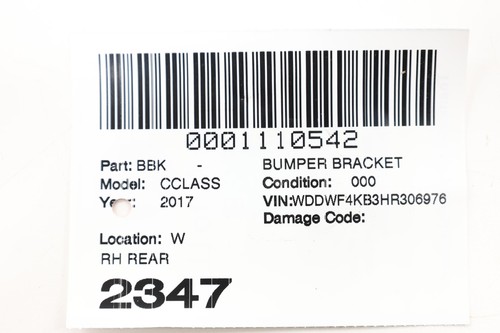 0001110542
Part: BBK - BUMPER BRACKET
Model: CCLASS Condition: 000
Year: 2017 VIN:WDDWF4KB3HR306976
Damage Code:
Location: W
RH REAR
2347